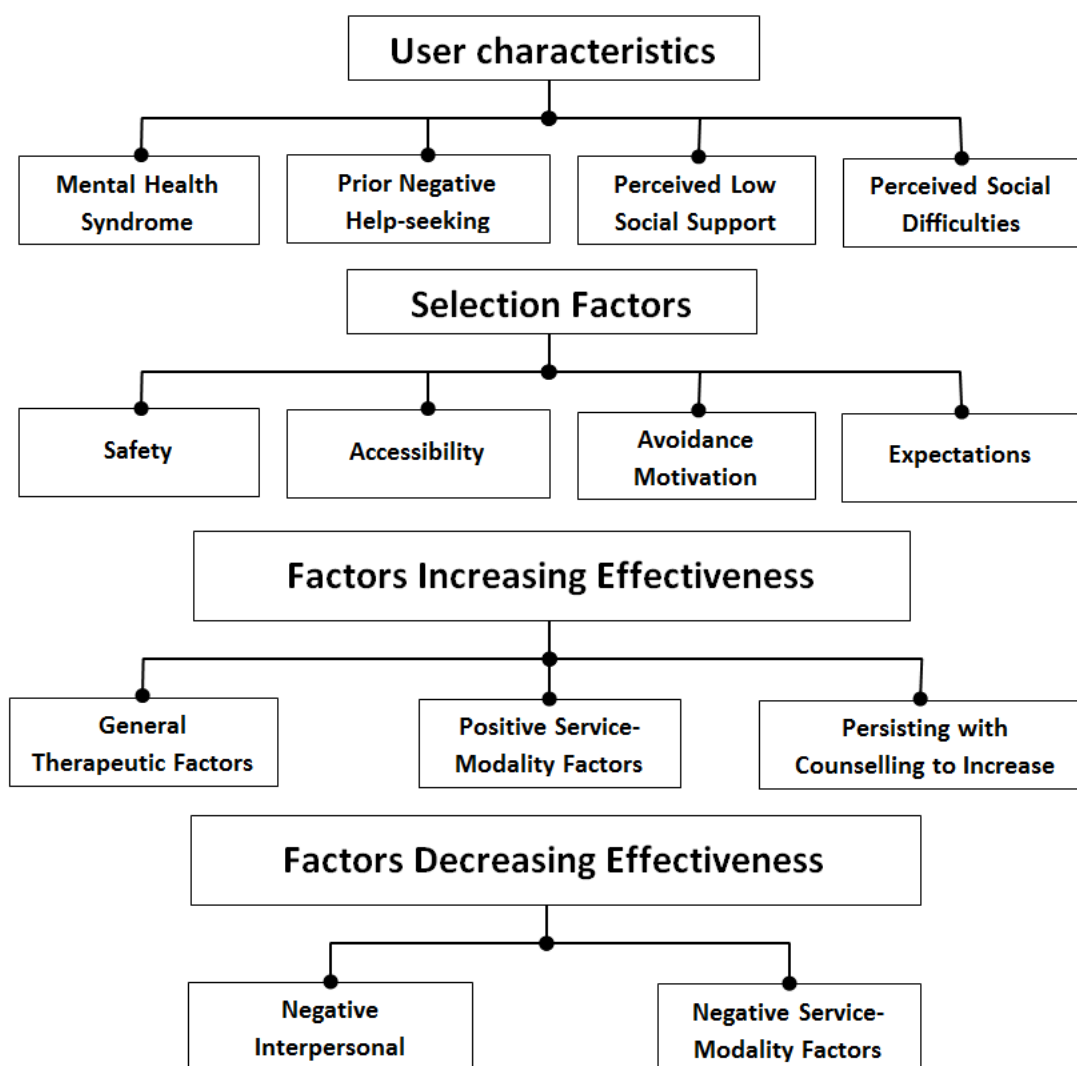 User characteristics
Mental Health
Syndrome
Prior Negative
Help-seeking
Perceived Low
Social Support
Perceived Social
Difficulties
Selection Factors
Safety
Accessibility
Avoidance
Motivation
Expectations
Factors Increasing Effectiveness
General
Therapeutic Factors
Positive Service-
Modality Factors
Persisting with
Counselling to Increase
Factors Decreasing Effectiveness
Negative
Interpersonal
Negative Service-
Modality Factors